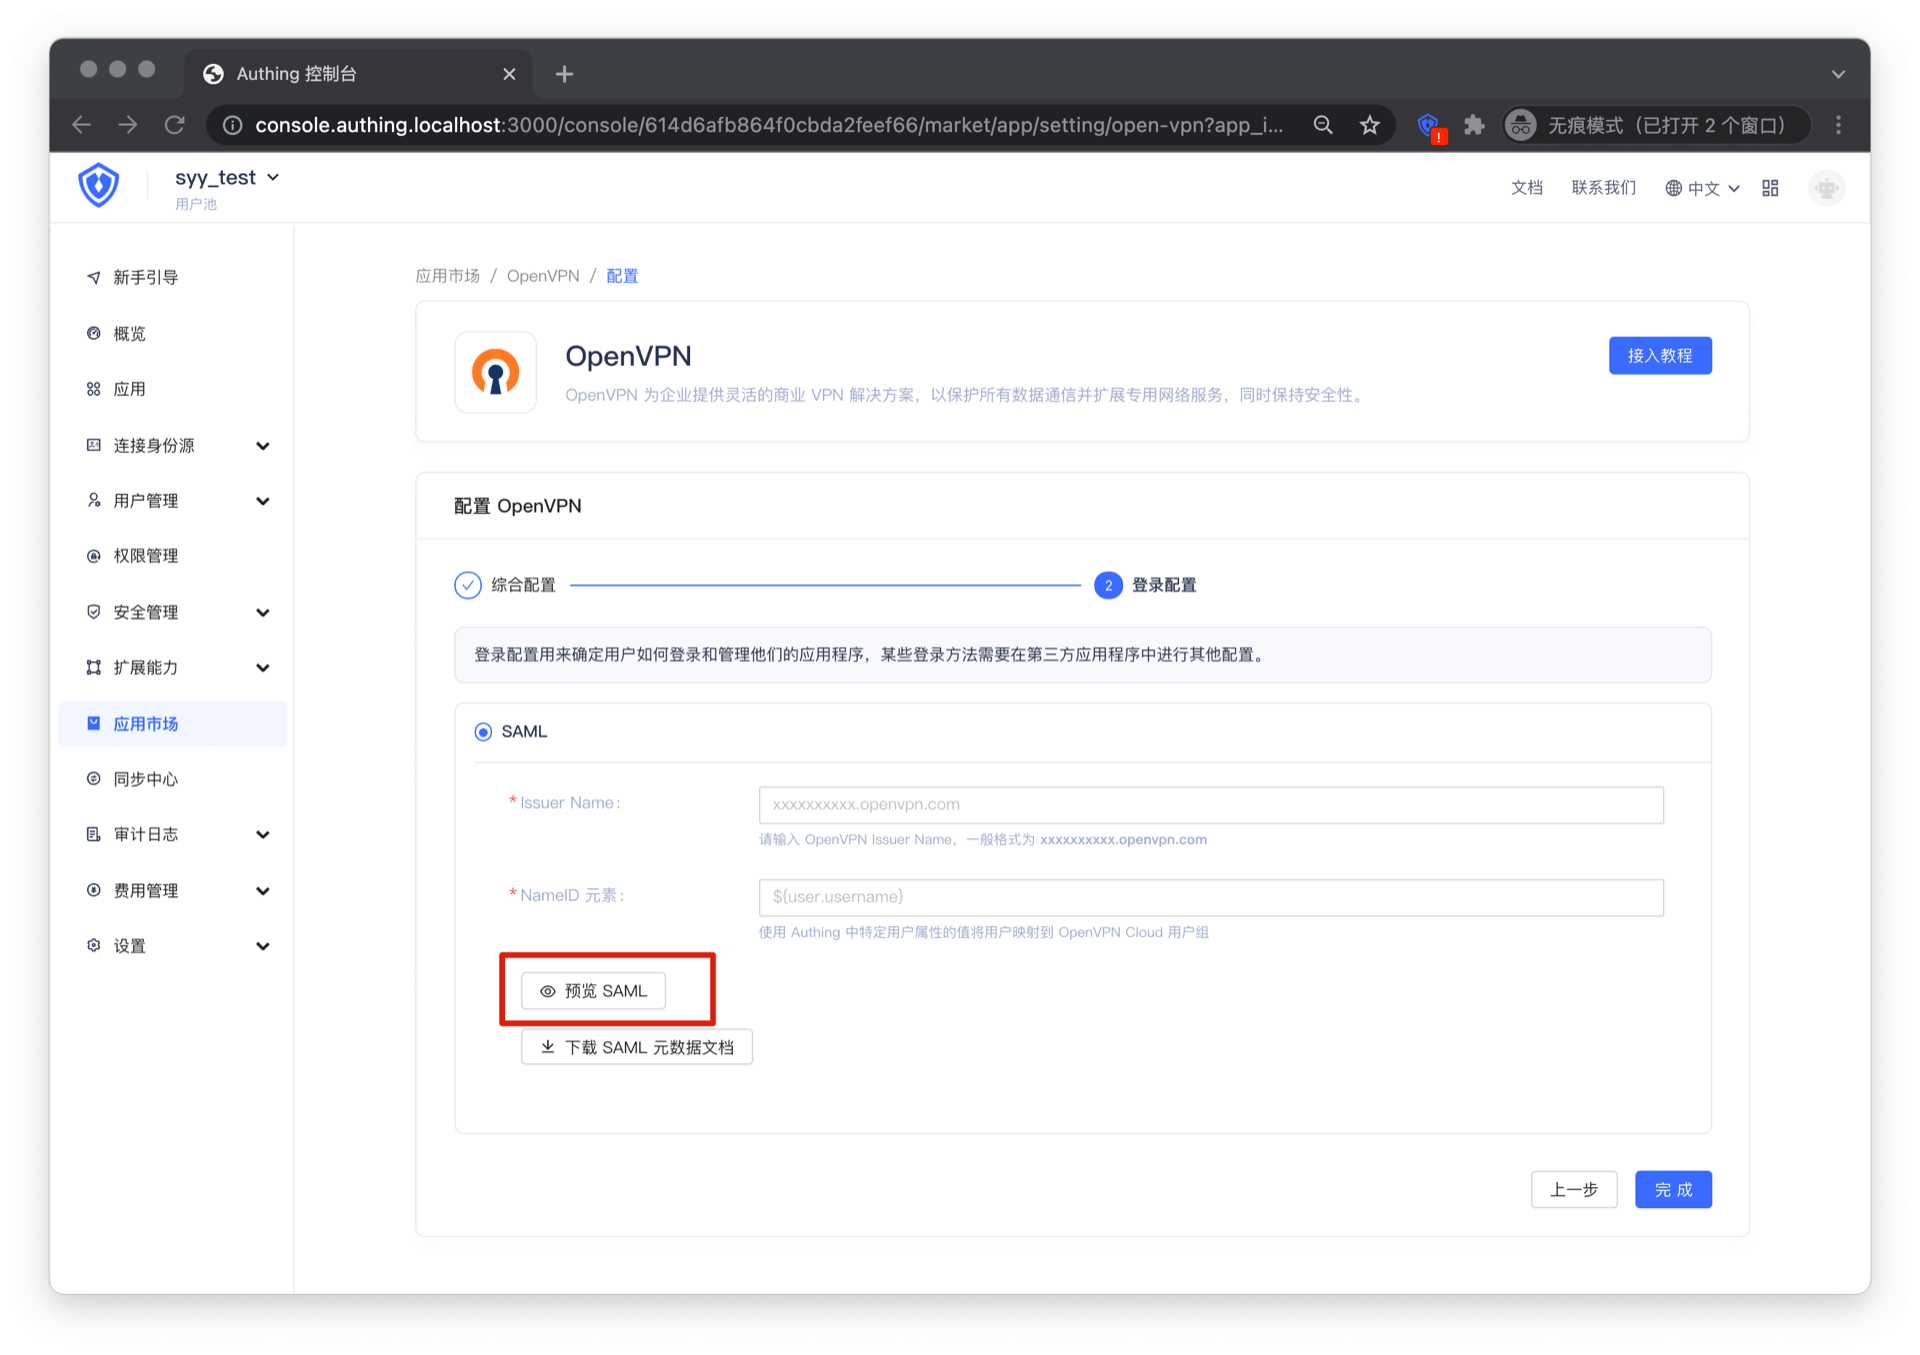 Authing 控制台
console.authing.localhost:3000/console/614d6afb864f0cbda2feef66/market/app/setting/open-vpn?app_i...
无痕模式（已打开 2 个窗口）
syy_test
用户池
文档
联系我们
中文
新手引导
概览
应用
连接身份源
用户管理
权限管理
安全管理
扩展能力
应用市场
同步中心
审计日志
费用管理
设置
应用市场 / OpenVPN / 配置
OpenVPN
OpenVPN 为企业提供灵活的商业 VPN 解决方案，以保护所有数据通信并扩展专用网络服务，同时保持安全性。
接入教程
配置 OpenVPN
综合配置
2 登录配置
登录配置用来确定用户如何登录和管理他们的应用程序，某些登录方法需要在第三方应用程序中进行其他配置。
SAML
* Issuer Name :
xxxxxxxxxx.openvpn.com
请输入 OpenVPN Issuer Name，一般格式为 xxxxxxxxxx.openvpn.com
* NameID 元素 :
${user.username}
使用 Authing 中特定用户属性的值将用户映射到 OpenVPN Cloud 用户组
预览 SAML
下载 SAML 元数据文档
上一步
完 成